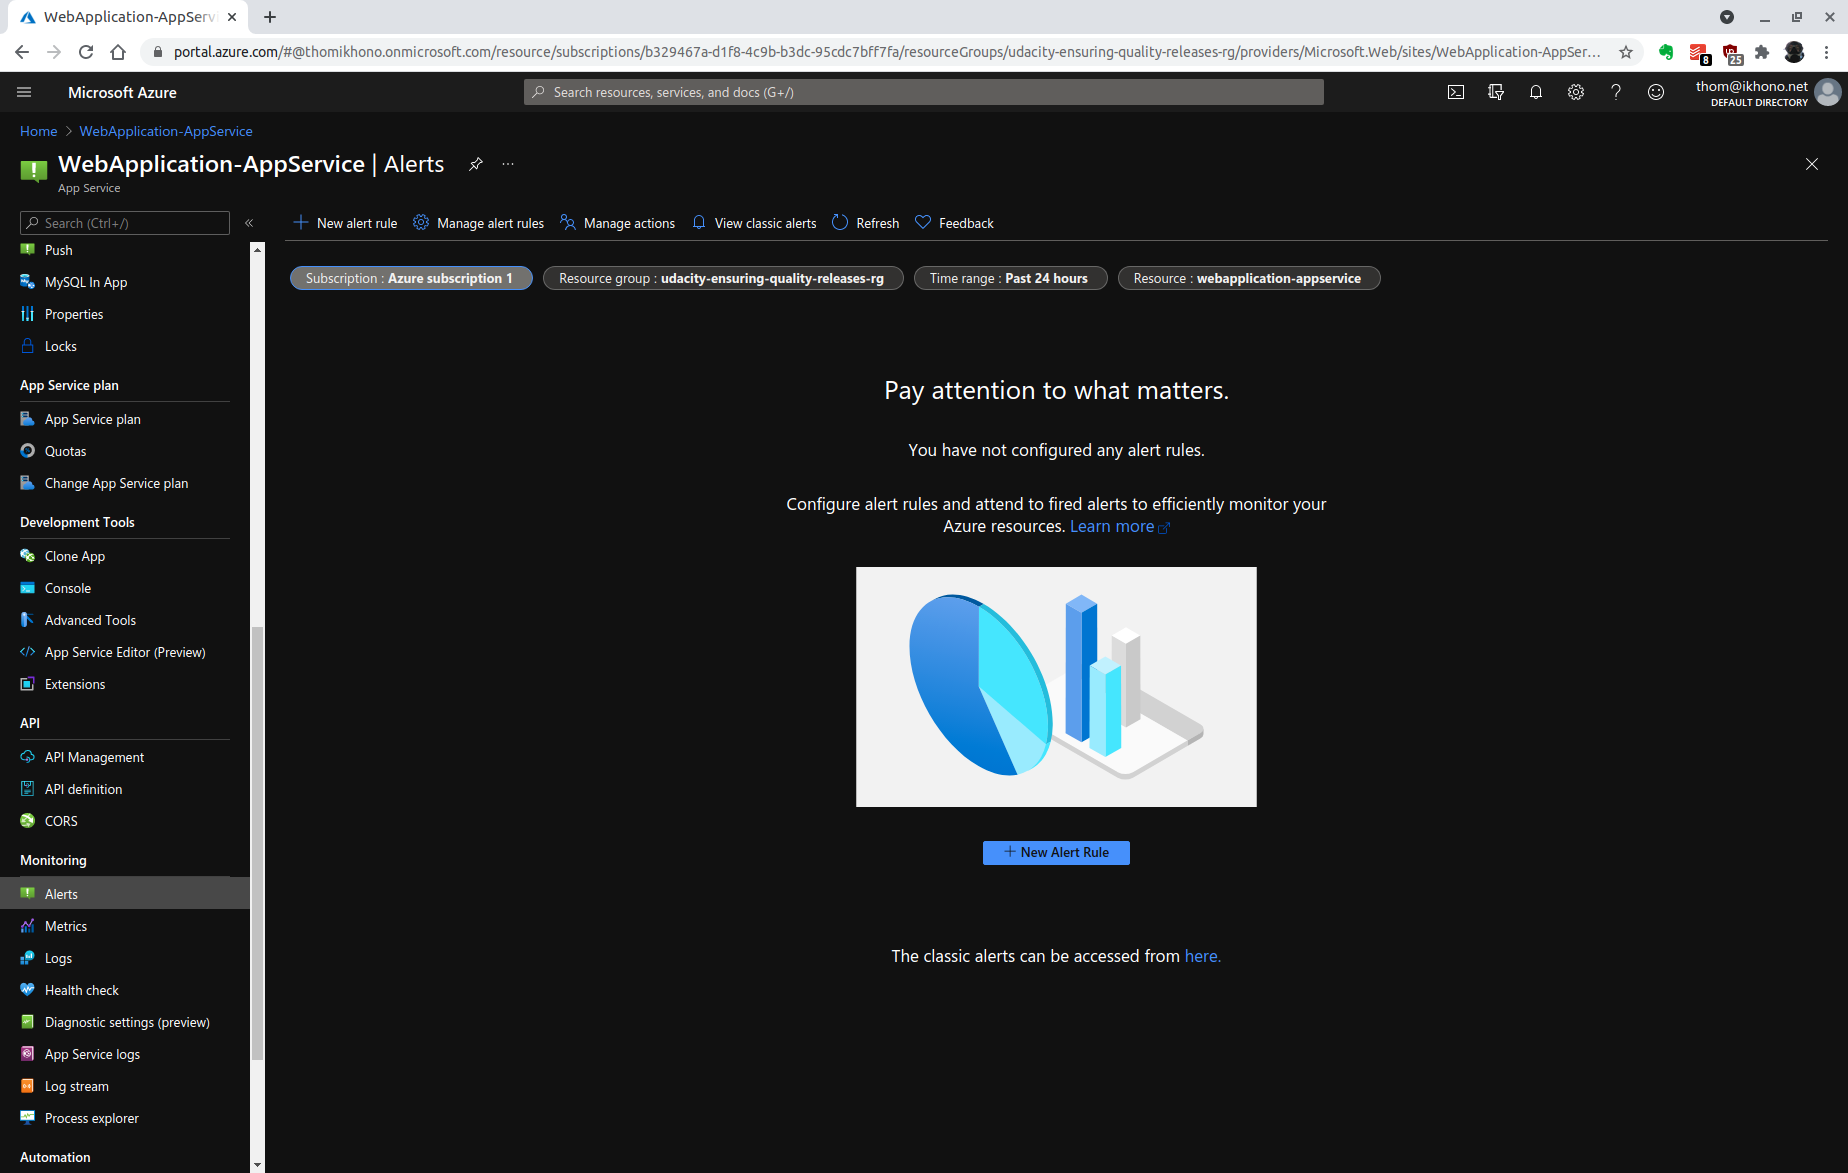 WebApplication-AppServ
portal.azure.com/#@thomikhono.onmicrosoft.com/resource/subscriptions/b329467a-d1f8-4c9b-b3dc-95cdc7bff7fa/resourceGroups/udacity-ensuring-quality-releases-rg/providers/Microsoft.Web/sites/WebApplication-AppSer...
8
25
Microsoft Azure
Search resources, services, and docs (G+/)
thom@ikhono.net
DEFAULT DIRECTORY
Home > WebApplication-AppService
WebApplication-AppService | Alerts
App Service
Search (Ctrl+/)
New alert rule
Manage alert rules
Manage actions
View classic alerts
Refresh
Feedback
Subscription : Azure subscription 1
Resource group : udacity-ensuring-quality-releases-rg
Time range : Past 24 hours
Resource : webapplication-appservice
Push
MySQL In App
Properties
Locks
App Service plan
App Service plan
Quotas
Change App Service plan
Development Tools
Clone App
Console
Advanced Tools
App Service Editor (Preview)
Extensions
API
API Management
API definition
CORS
Monitoring
Alerts
Metrics
Logs
Health check
Diagnostic settings (preview)
App Service logs
Log stream
Process explorer
Automation
Pay attention to what matters.
You have not configured any alert rules.
Configure alert rules and attend to fired alerts to efficiently monitor your
Azure resources. Learn more
New Alert Rule
The classic alerts can be accessed from here.